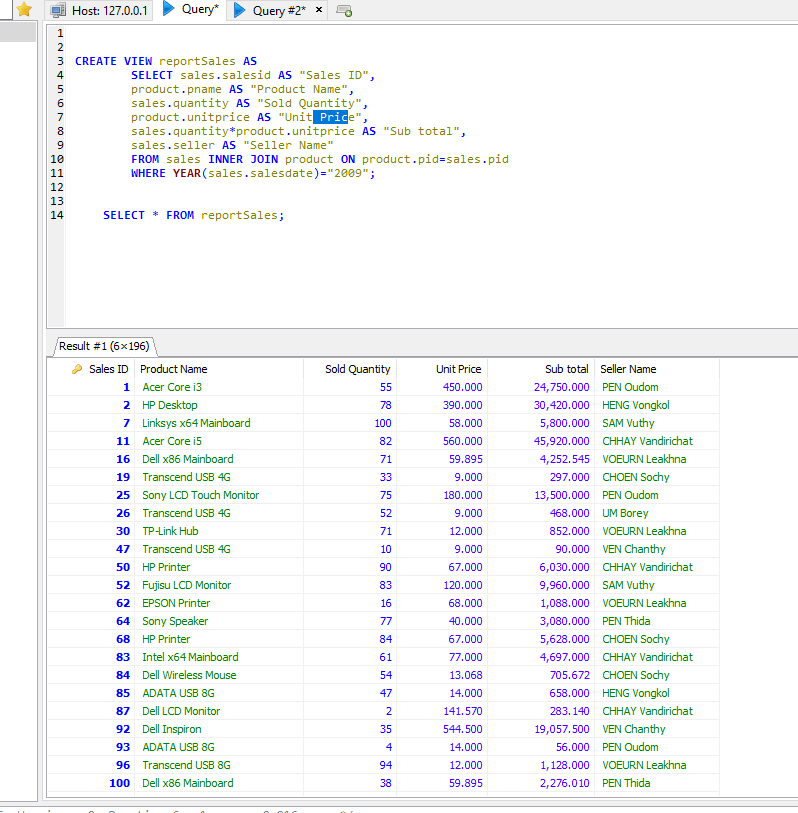 Host: 127.0.0.1 Query* Query #2* ×
1
2
3 CREATE VIEW reportSales AS
4 SELECT sales.salesid AS "Sales ID",
5 product.pname AS "Product Name",
6 sales.quantity AS "Sold Quantity",
7 product.unitprice AS "Unit Price",
8 sales.quantity*product.unitprice AS "Sub total",
9 sales.seller AS "Seller Name"
10 FROM sales INNER JOIN product ON product.pid=sales.pid
11 WHERE YEAR(sales.salesdate)="2009";
12
13
14 SELECT * FROM reportSales;
Result #1 (6×196)
Sales ID Product Name Sold Quantity Unit Price Sub total Seller Name
1 Acer Core i3 55 450.000 24,750.000 PEN Oudom
2 HP Desktop 78 390.000 30,420.000 HENG Vongkol
7 Linksys x64 Mainboard 100 58.000 5,800.000 SAM Vuthy
11 Acer Core i5 82 560.000 45,920.000 CHHAY Vandirichat
16 Dell x86 Mainboard 71 59.895 4,252.545 VOEURN Leakhna
19 Transcend USB 4G 33 9.000 297.000 CHOEN Sochy
25 Sony LCD Touch Monitor 75 180.000 13,500.000 PEN Oudom
26 Transcend USB 4G 52 9.000 468.000 UM Borey
30 TP-Link Hub 71 12.000 852.000 VOEURN Leakhna
47 Transcend USB 4G 10 9.000 90.000 VEN Chanthy
50 HP Printer 90 67.000 6,030.000 CHHAY Vandirichat
52 Fujisu LCD Monitor 83 120.000 9,960.000 SAM Vuthy
62 EPSON Printer 16 68.000 1,088.000 VOEURN Leakhna
64 Sony Speaker 77 40.000 3,080.000 PEN Thida
68 HP Printer 84 67.000 5,628.000 CHOEN Sochy
83 Intel x64 Mainboard 61 77.000 4,697.000 CHHAY Vandirichat
84 Dell Wireless Mouse 54 13.068 705.672 CHOEN Sochy
85 ADATA USB 8G 47 14.000 658.000 HENG Vongkol
87 Dell LCD Monitor 2 141.570 283.140 CHHAY Vandirichat
92 Dell Inspiron 35 544.500 19,057.500 VEN Chanthy
93 ADATA USB 8G 4 14.000 56.000 PEN Oudom
96 Transcend USB 8G 94 12.000 1,128.000 VOEURN Leakhna
100 Dell x86 Mainboard 38 59.895 2,276.010 PEN Thida